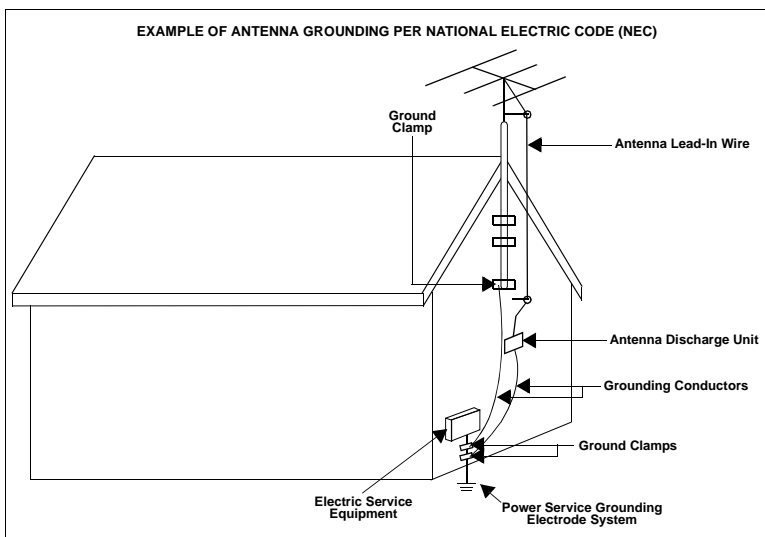 EXAMPLE OF ANTENNA GROUNDING PER NATIONAL ELECTRIC CODE (NEC)
Ground
Clamp
Antenna Lead-In Wire
Antenna Discharge Unit
Grounding Conductors
Ground Clamps
Electric Service
Equipment
Power Service Grounding
Electrode System